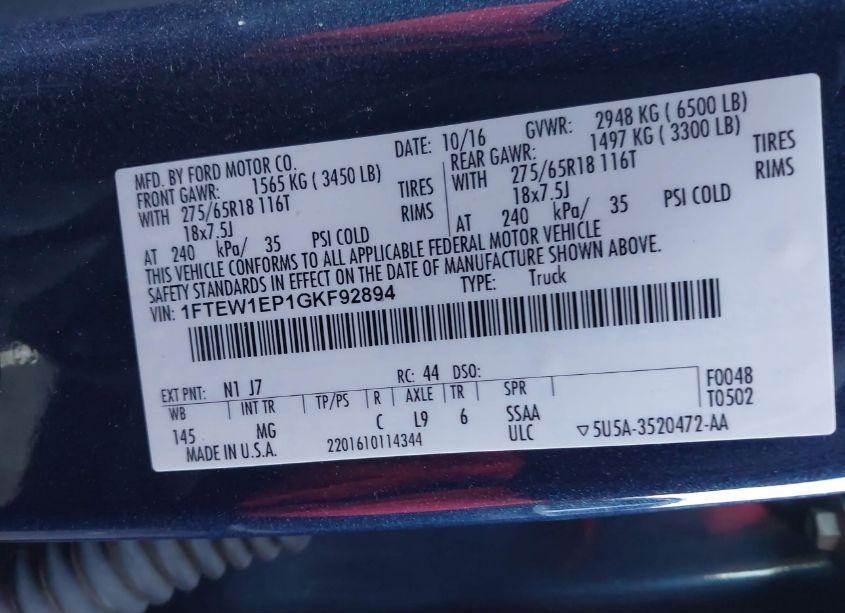 MFD. BY FORD MOTOR CO. DATE: 10/16 GVWR: 2948 KG ( 6500 LB)
FRONT GAWR: 1565 KG ( 3450 LB) REAR GAWR: 1497 KG ( 3300 LB)
WITH 275/65R18 116T TIRES WITH 275/65R18 116T TIRES
18x7.5J RIMS 18x7.5J RIMS
AT 240 kPa/ 35 PSI COLD AT 240 kPa/ 35 PSI COLD
THIS VEHICLE CONFORMS TO ALL APPLICABLE FEDERAL MOTOR VEHICLE
SAFETY STANDARDS IN EFFECT ON THE DATE OF MANUFACTURE SHOWN ABOVE.
VIN: 1FTEW1EP1GKF92894 TYPE: Truck
EXT PNT: N1 J7 RC: 44 DSO: F0048
WB INT TR TP/PS R AXLE TR SPR T0502
145 MG C L9 6 SSAA
MADE IN U.S.A. 2201610114344 ULC ▽5U5A-3520472-AA